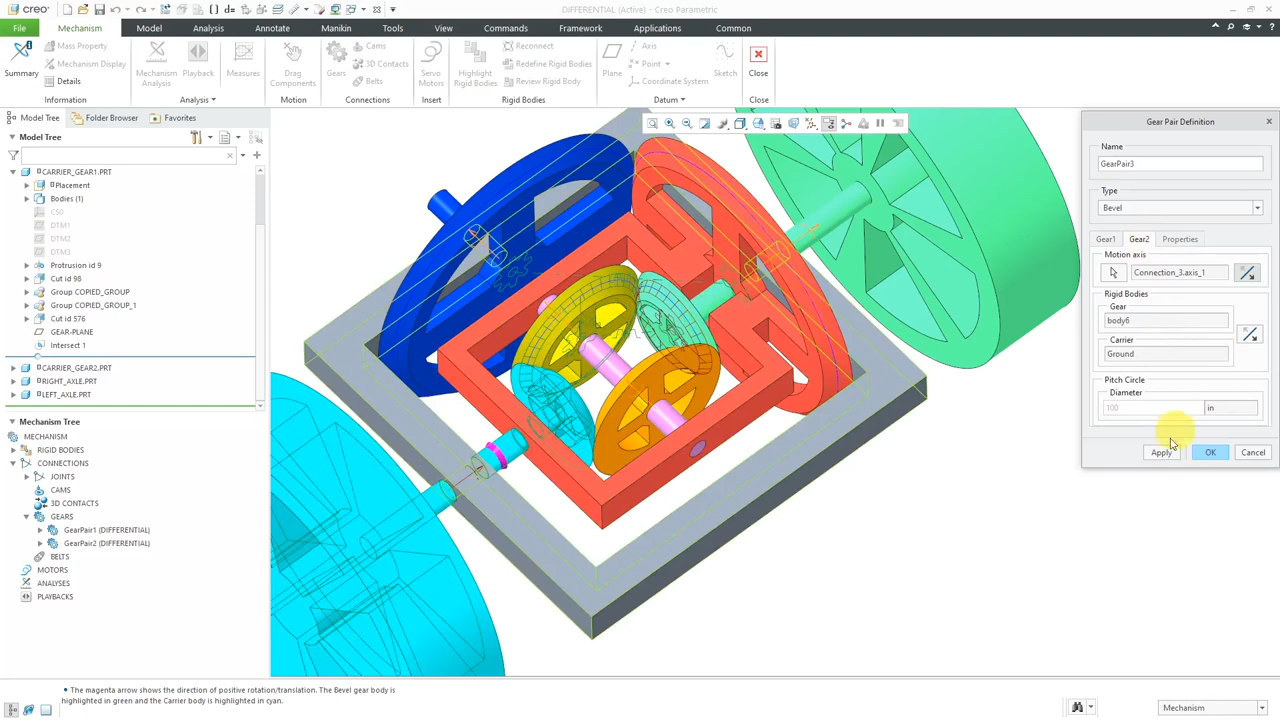 creo DIFFERENTIAL (Active) - Creo Parametric
File Mechanism Model Analysis Annotate Manikin Tools View Commands Framework Applications Common
Summary
Mass Property
Mechanism Display
Details
Information
Mechanism Analysis
Playback
Measures
Analysis
Drag Components
Motion
Gears
Cams
3D Contacts
Belts
Connections
Servo Motors
Insert
Highlight Rigid Bodies
Reconnect
Redefine Rigid Bodies
Review Rigid Body
Rigid Bodies
Plane
Axis
Point
Coordinate System
Sketch
Datum
Close
Close
Model Tree Folder Browser Favorites
Model Tree
CARRIER_GEAR1.PRT
Placement
Bodies (1)
CS0
DTM1
DTM2
DTM3
Protrusion id 9
Cut id 98
Group COPIED_GROUP
Group COPIED_GROUP_1
Cut id 576
GEAR-PLANE
Intersect 1
CARRIER_GEAR2.PRT
RIGHT_AXLE.PRT
LEFT_AXLE.PRT
Mechanism Tree
MECHANISM
RIGID BODIES
CONNECTIONS
JOINTS
CAMS
3D CONTACTS
GEARS
GearPair1 (DIFFERENTIAL)
GearPair2 (DIFFERENTIAL)
BELTS
MOTORS
ANALYSES
PLAYBACKS
Gear Pair Definition
Name
GearPair3
Type
Bevel
Gear1 Gear2 Properties
Motion axis
Connection_3.axis_1
Rigid Bodies
Gear
body6
Carrier
Ground
Pitch Circle
Diameter
100 in
Apply OK Cancel
• The magenta arrow shows the direction of positive rotation/translation. The Bevel gear body is
highlighted in green and the Carrier body is highlighted in cyan.
Mechanism